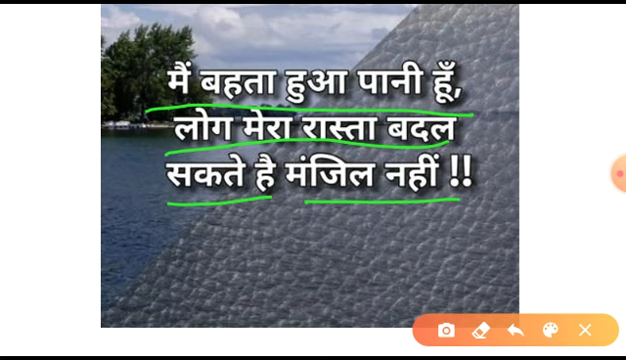 मैं बहता हुआ पानी हूँ,
लोग मेरा रास्ता बदल
सकते है मंजिल नहीं !!